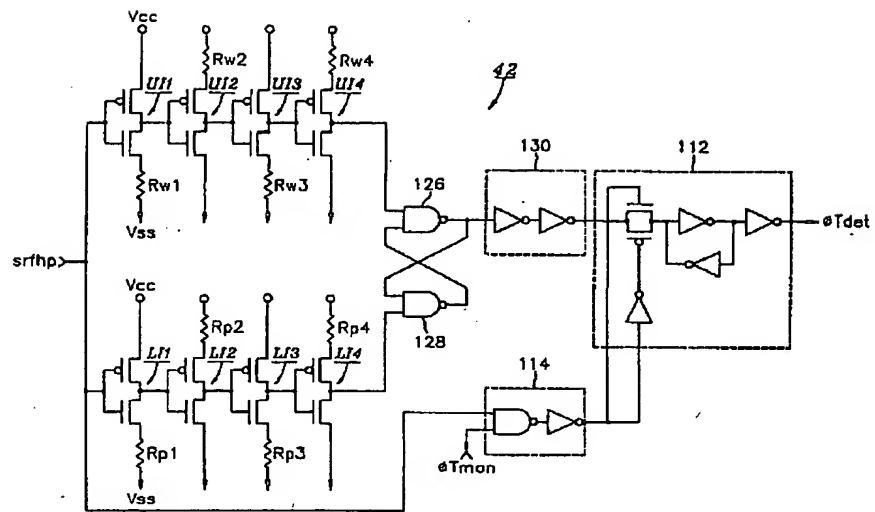 Vcc
Rw2
Rw4
42
UI1
UI2
UI3
UI4
130
112
126
Rw1
Rw3
Vss
srfhp
øTdet
Vcc
128
Rp2
Rp4
LI1
LI2
LI3
LI4
114
Rp1
Rp3
øTmon
Vss